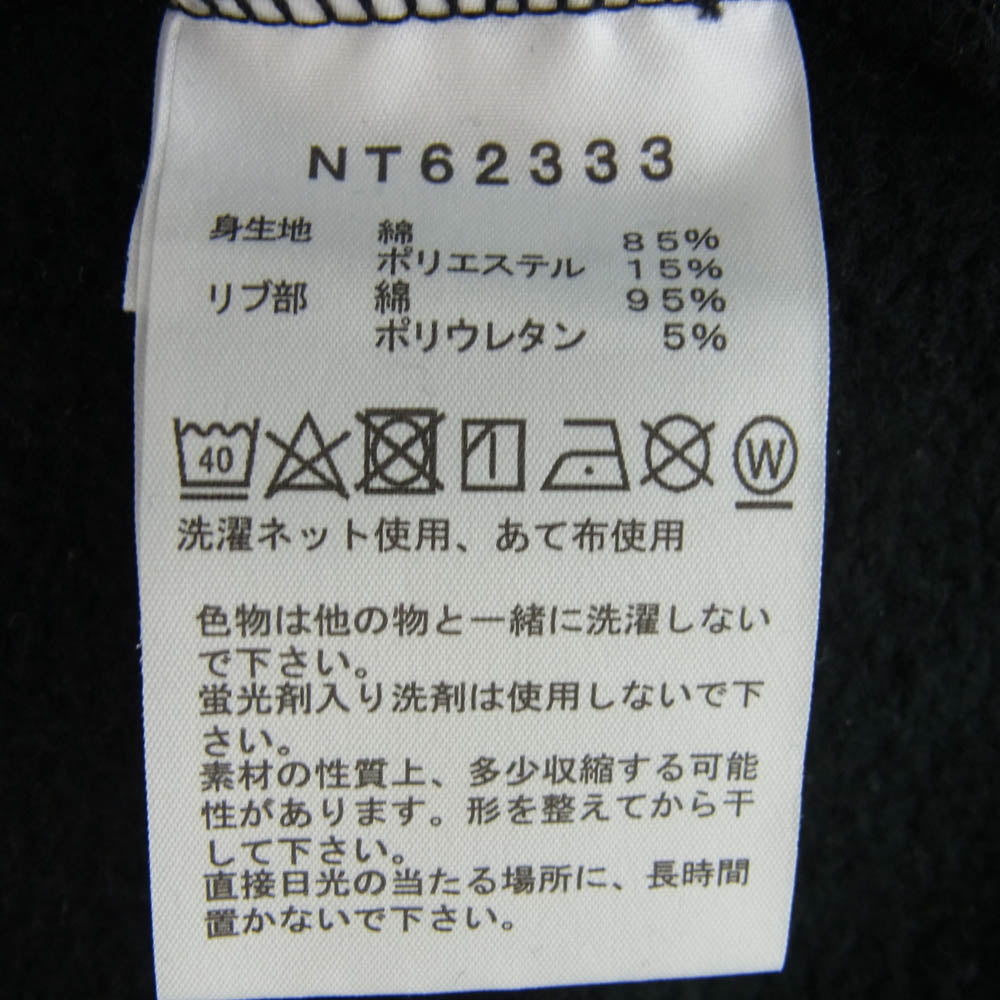 NT62333
身生地 綿 85%
ポリエステル 15%
リブ部 綿 95%
ポリウレタン 5%
40 W
洗濯ネット使用、あて布使用
色物は他の物と一緒に洗濯しない
で下さい。
蛍光剤入り洗剤は使用しないで下
さい。
素材の性質上、多少収縮する可能
性があります。形を整えてから干
して下さい。
直接日光の当たる場所に、長時間
置かないで下さい。